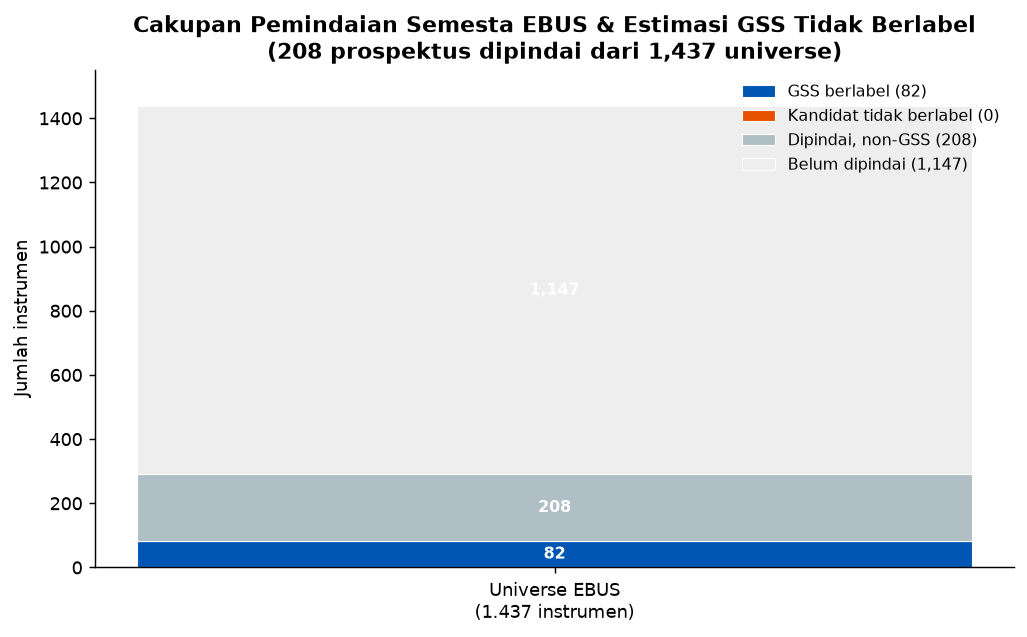 Cakupan Pemindaian Semesta EBUS & Estimasi GSS Tidak Berlabel
(208 prospektus dipindai dari 1,437 universe)
GSS berlabel (82)
Kandidat tidak berlabel (0)
Dipindai, non-GSS (208)
Belum dipindai (1,147)
Jumlah instrumen
1400
1200
1000
800
600
400
200
0
1,147
208
82
Universe EBUS
(1.437 instrumen)